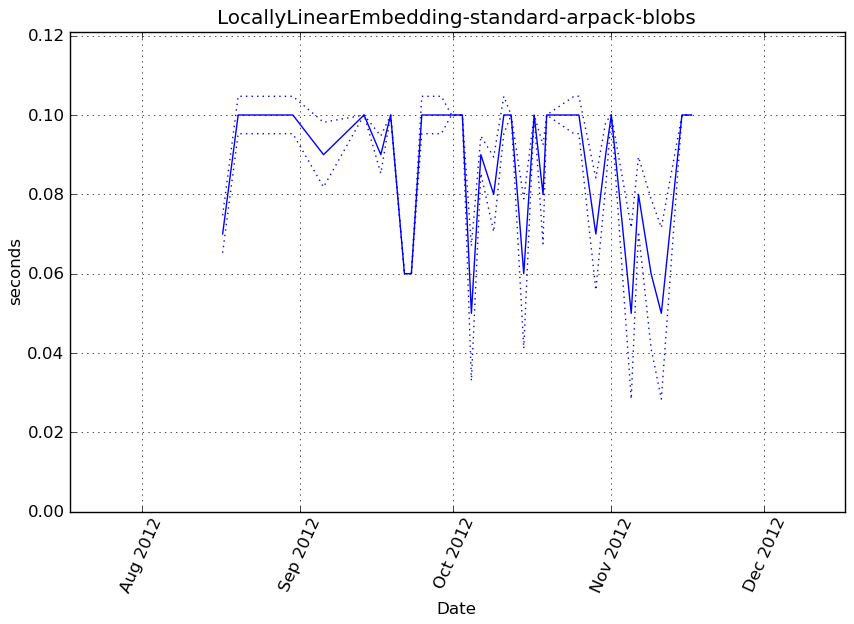 LocallyLinearEmbedding-standard-arpack-blobs
0.12
0.10
0.08
0.06
0.04
0.02
0.00
seconds
Aug 2012
Sep 2012
Oct 2012
Nov 2012
Dec 2012
Date